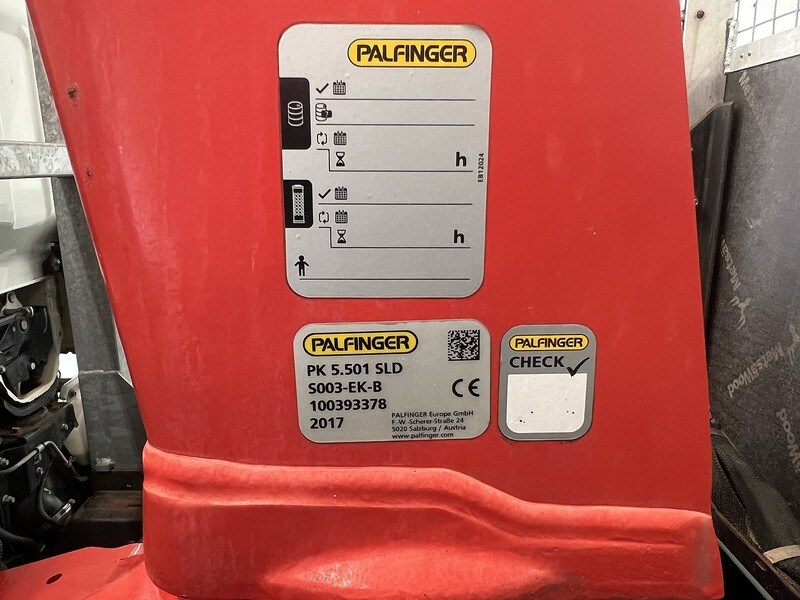 PALFINGER
h
h
EB12024
PALFINGER
PK 5.501 SLD
S003-EK-B
100393378
2017
CE
PALFINGER Europe GmbH
F.-W.-Scherer-Straße 24
5020 Salzburg / Austria
www.palfinger.com
PALFINGER
CHECK
MetsäWood